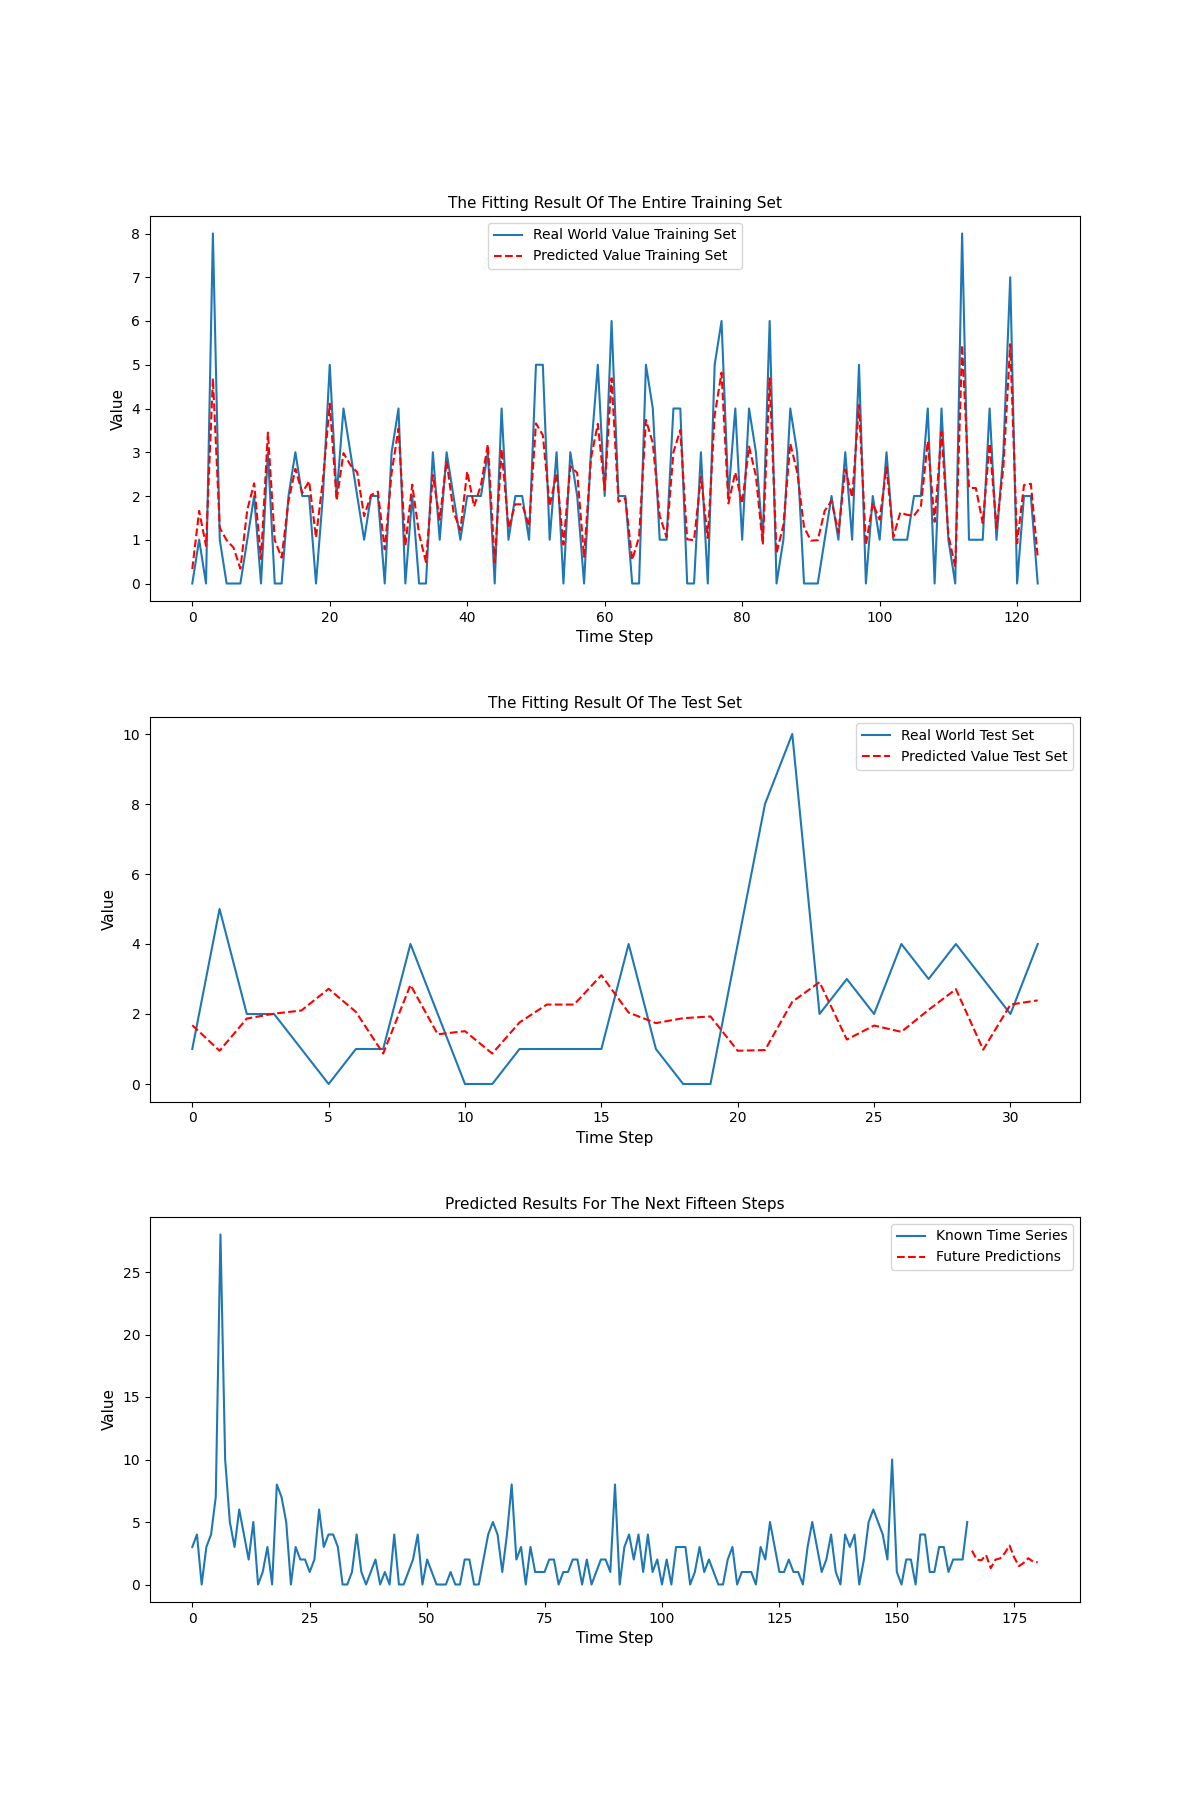 The Fitting Result Of The Entire Training Set
Real World Value Training Set
Predicted Value Training Set
8
7
6
5
4
3
2
1
0
Value
0 20 40 60 80 100 120
Time Step
The Fitting Result Of The Test Set
Real World Test Set
Predicted Value Test Set
10
8
6
4
2
0
Value
0 5 10 15 20 25 30
Time Step
Predicted Results For The Next Fifteen Steps
Known Time Series
Future Predictions
25
20
15
10
5
0
Value
0 25 50 75 100 125 150 175
Time Step